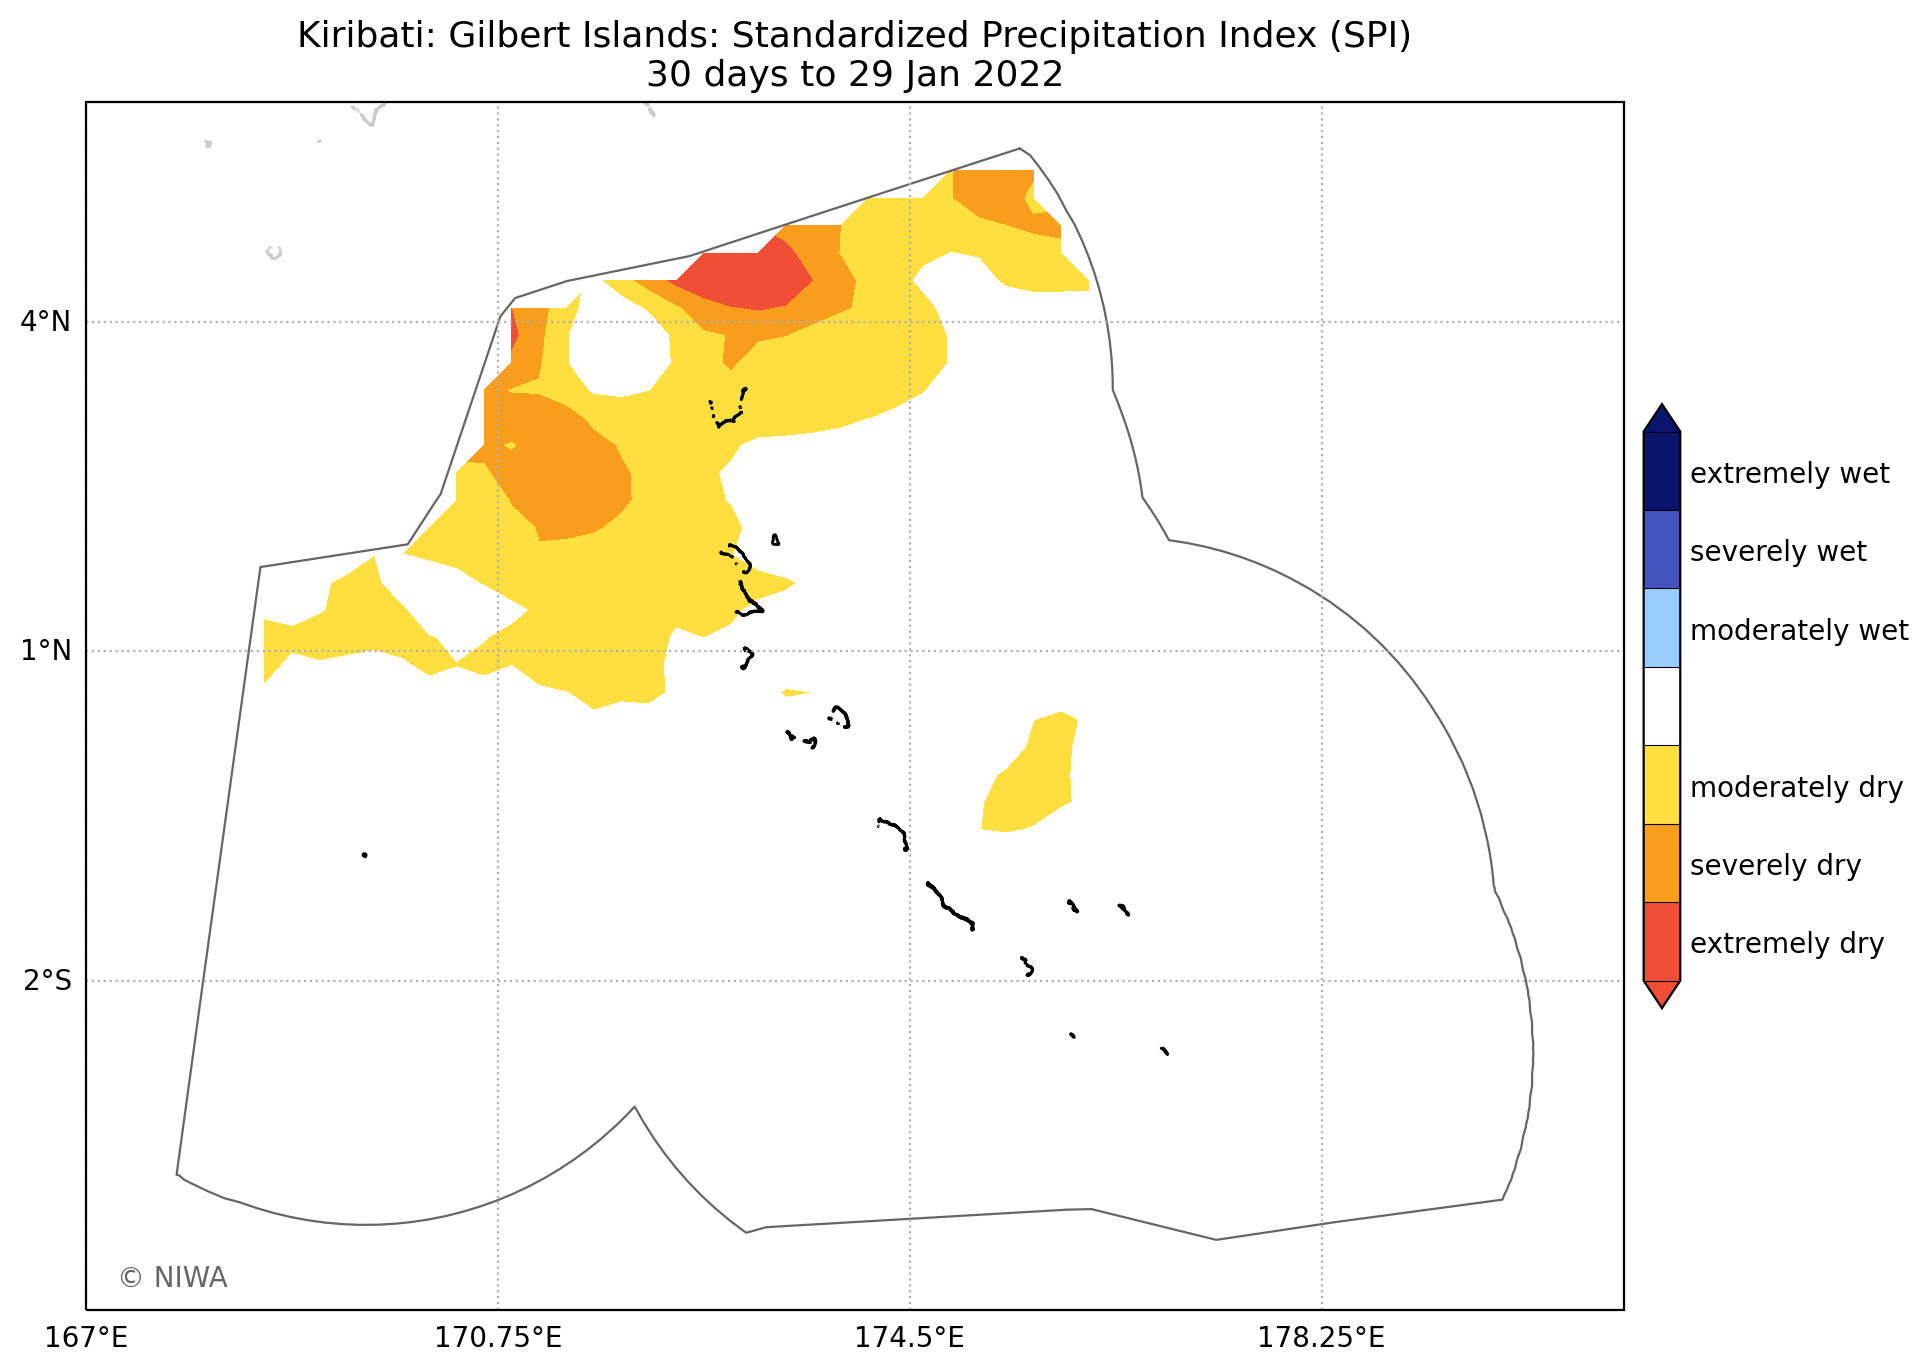 Kiribati: Gilbert Islands: Standardized Precipitation Index (SPI)
30 days to 29 Jan 2022
4°N
1°N
2°S
167°E
170.75°E
174.5°E
178.25°E
extremely wet
severely wet
moderately wet
moderately dry
severely dry
extremely dry
© NIWA